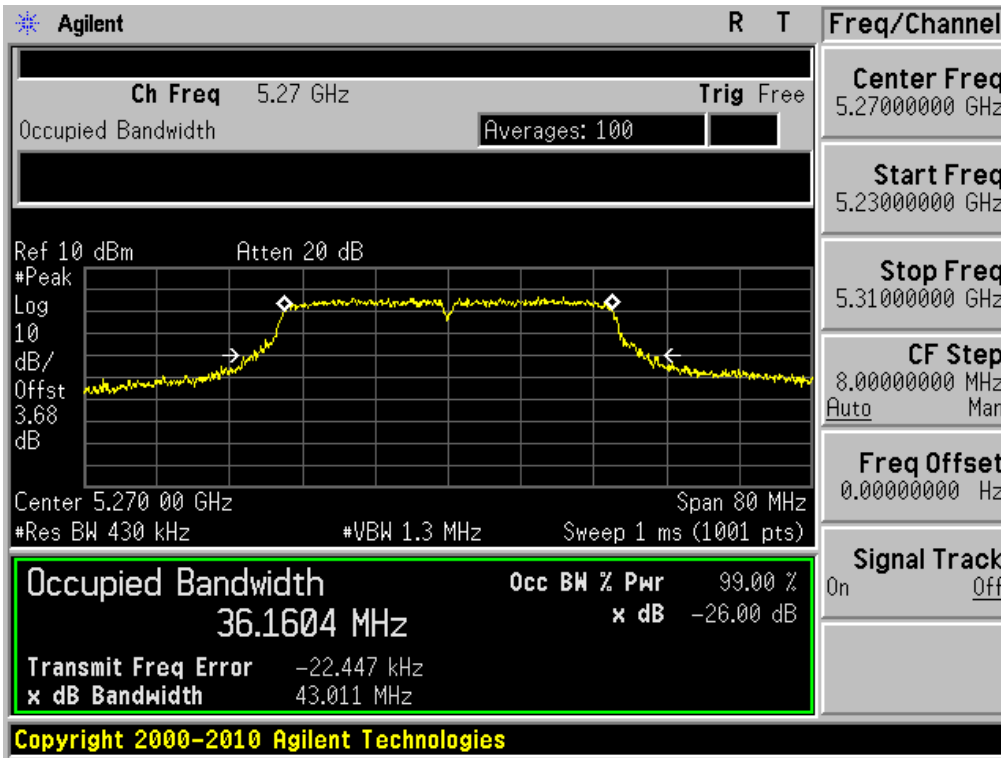 Agilent R T
Ch Freq 5.27 GHz Trig Free
Occupied Bandwidth Averages: 100
Ref 10 dBm Atten 20 dB
#Peak
Log
10
dB/
Offst
3.68
dB
Center 5.270 00 GHz Span 80 MHz
#Res BW 430 kHz #VBW 1.3 MHz Sweep 1 ms (1001 pts)
Occupied Bandwidth Occ BW % Pwr 99.00 %
36.1604 MHz x dB -26.00 dB
Transmit Freq Error -22.447 kHz
x dB Bandwidth 43.011 MHz
Copyright 2000-2010 Agilent Technologies
Freq/Channel
Center Freq
5.27000000 GHz
Start Freq
5.23000000 GHz
Stop Freq
5.31000000 GHz
CF Step
8.00000000 MHz
Auto Man
Freq Offset
0.00000000 Hz
Signal Track
On Off